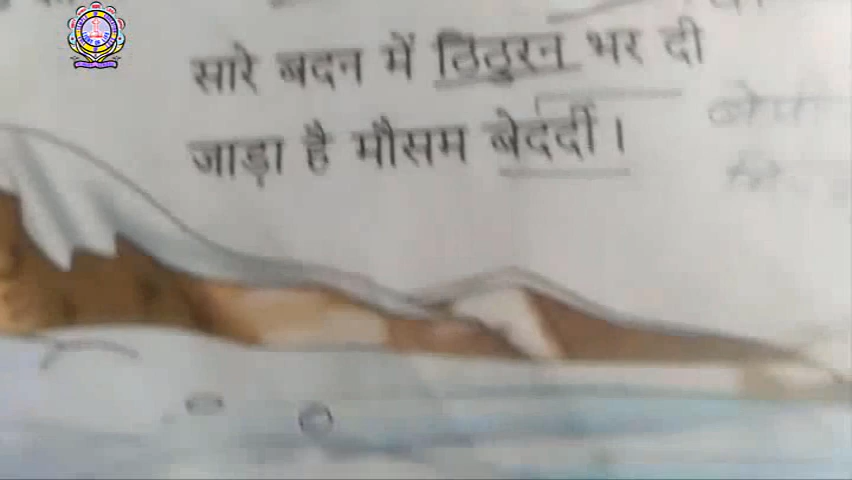 सारे बदन में ठिठुरन भर दी
जाड़ा है मौसम बेदर्दी।